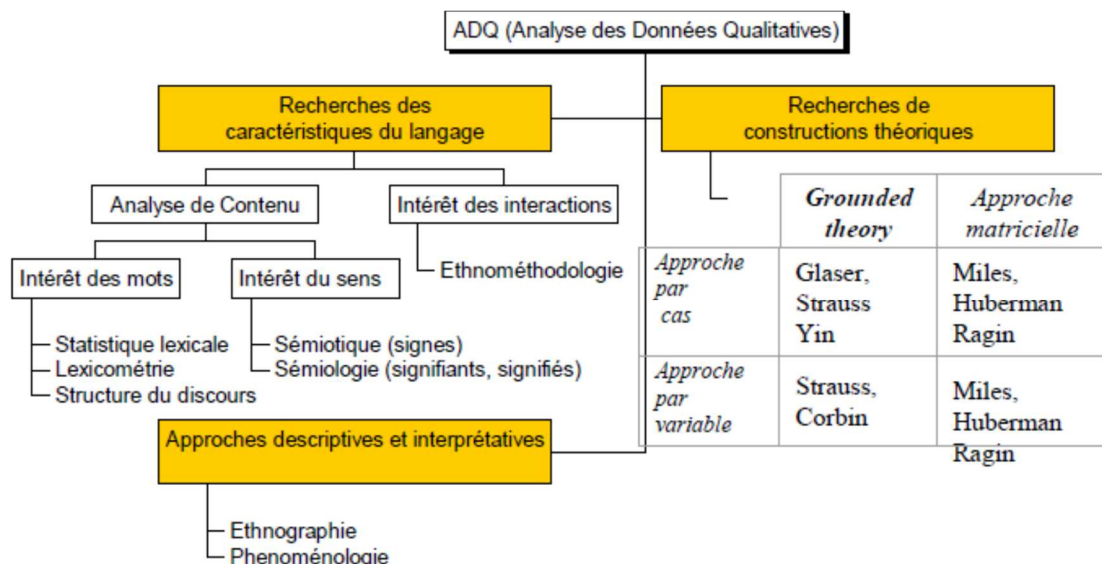 ADQ (Analyse des Données Qualitatives)
Recherches des
caractéristiques du langage
Recherches de
constructions théoriques
Analyse de Contenu
Intérêt des interactions
Ethnométhodologie
Intérêt des mots
Intérêt du sens
Statistique lexicale
Lexicométrie
Structure du discours
Sémiotique (signes)
Sémiologie (signifiants, signifiés)
Grounded
theory
Approche
matricielle
Approche
par
cas
Glaser,
Strauss
Yin
Miles,
Huberman
Ragin
Approche
par
variable
Strauss,
Corbin
Miles,
Huberman
Ragin
Approches descriptives et interprétatives
Ethnographie
Phenoménologie